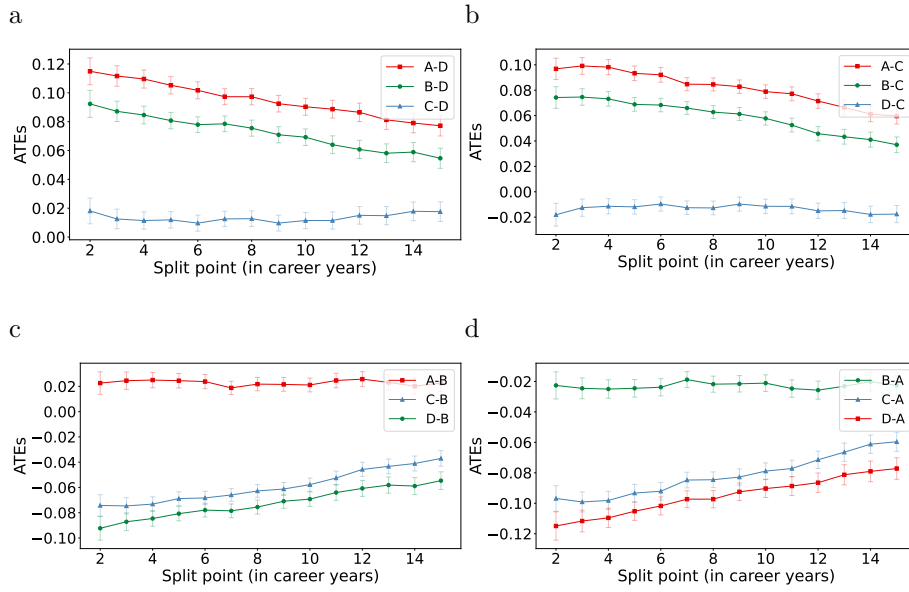 a
0.12
0.10
0.08
0.06
0.04
0.02
0.00
ATEs
A-D
B-D
C-D
2 4 6 8 10 12 14
Split point (in career years)
b
0.10
0.08
0.06
0.04
0.02
0.00
−0.02
ATEs
A-C
B-C
D-C
2 4 6 8 10 12 14
Split point (in career years)
c
0.02
0.00
−0.02
−0.04
−0.06
−0.08
−0.10
ATEs
A-B
C-B
D-B
2 4 6 8 10 12 14
Split point (in career years)
d
−0.02
−0.04
−0.06
−0.08
−0.10
−0.12
ATEs
B-A
C-A
D-A
2 4 6 8 10 12 14
Split point (in career years)